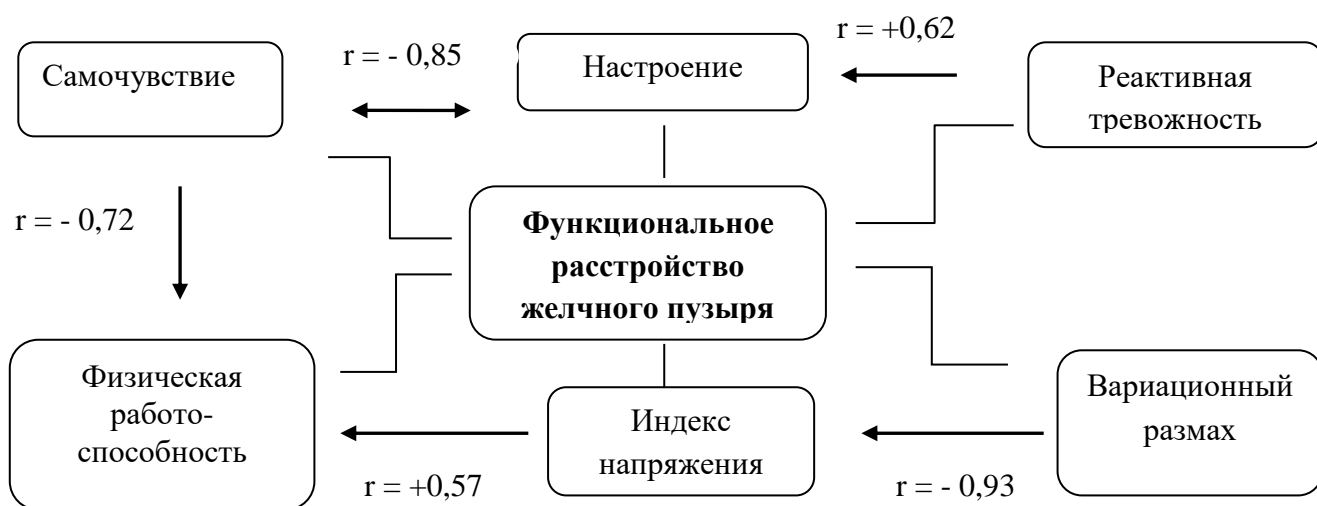 r = +0,62
r = - 0,85
Самочувствие
Настроение
Реактивная
тревожность
r = - 0,72
Функциональное
расстройство
желчного пузыря
Физическая
работо-
способность
Индекс
напряжения
Вариационный
размах
r = +0,57
r = - 0,93